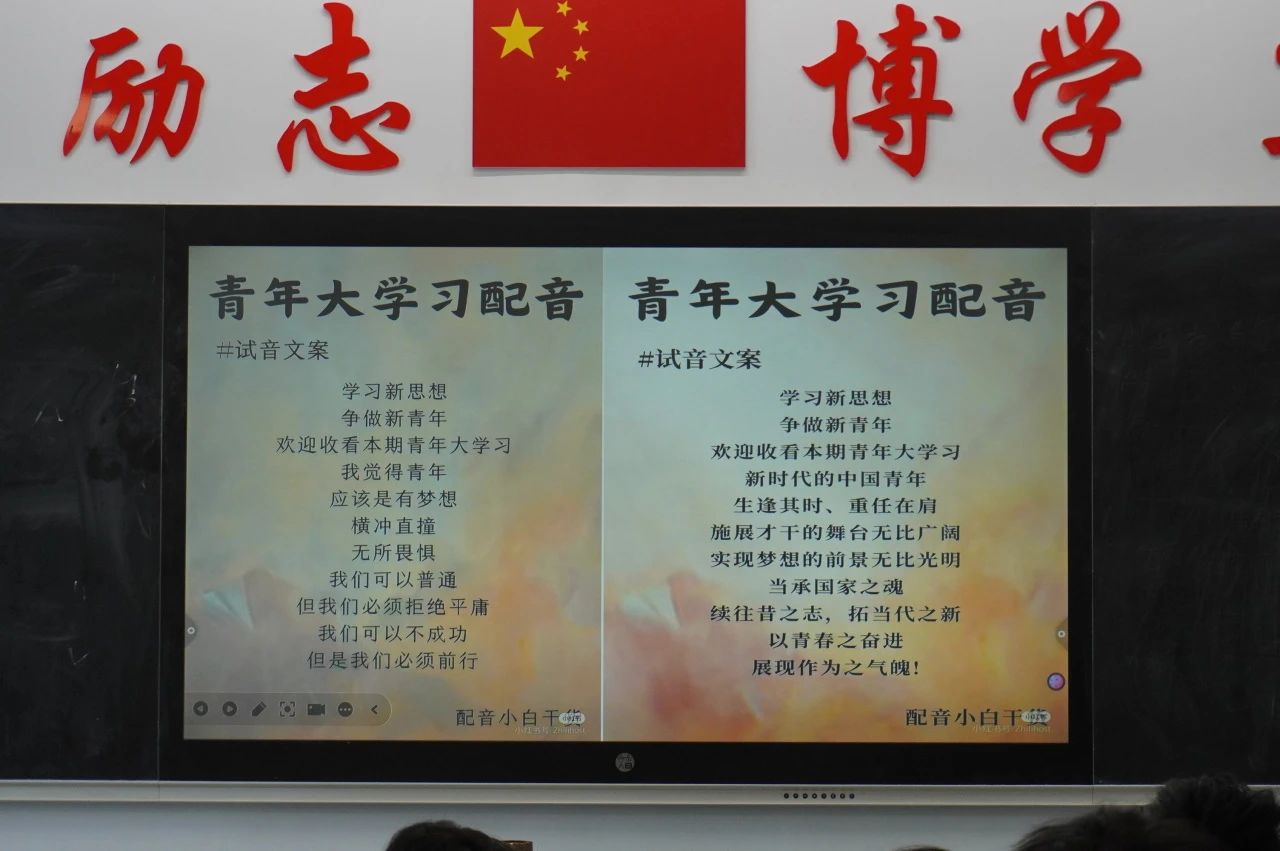 励志 博学
青年大学习配音
#试音文案
学习新思想
争做新青年
欢迎收看本期青年大学习
我觉得青年
应该是有梦想
横冲直撞
无所畏惧
我们可以普通
但我们必须拒绝平庸
我们可以不成功
但是我们必须前行
配音小白干货
小红书
青年大学习配音
#试音文案
学习新思想
争做新青年
欢迎收看本期青年大学习
新时代的中国青年
生逢其时、重任在肩
施展才干的舞台无比广阔
实现梦想的前景无比光明
当承国家之魂
续往昔之志，拓当代之新
以青春之奋进
展现作为之气魄!
配音小白干货
小红书